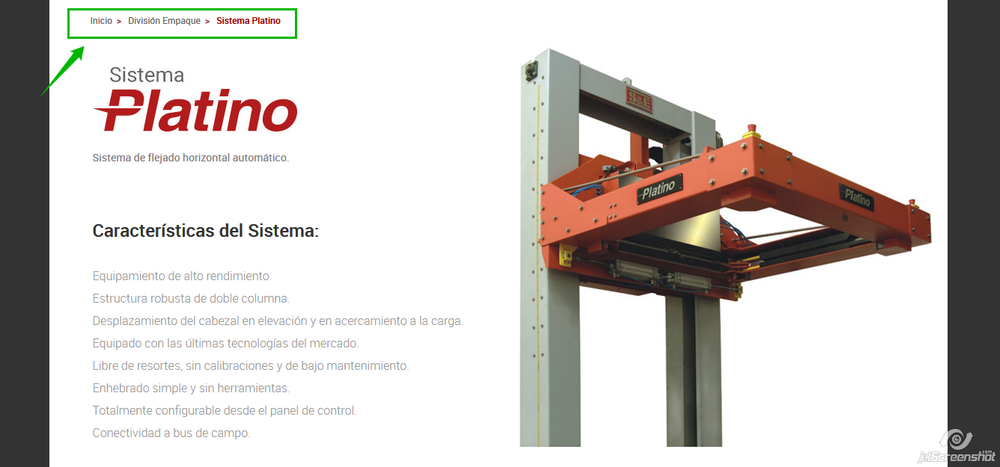 Inicio > División Empaque > Sistema Platino
Sistema
Platino
Sistema de flejado horizontal automático.
Características del Sistema:
Equipamiento de alto rendimiento.
Estructura robusta de doble columna.
Desplazamiento del cabezal en elevación y en acercamiento a la carga.
Equipado con las últimas tecnologías del mercado.
Libre de resortes, sin calibraciones y de bajo mantenimiento.
Enhebrado simple y sin herramientas.
Totalmente configurable desde el panel de control.
Conectividad a bus de campo.
Platino
Platino
jetScreenshot
.com